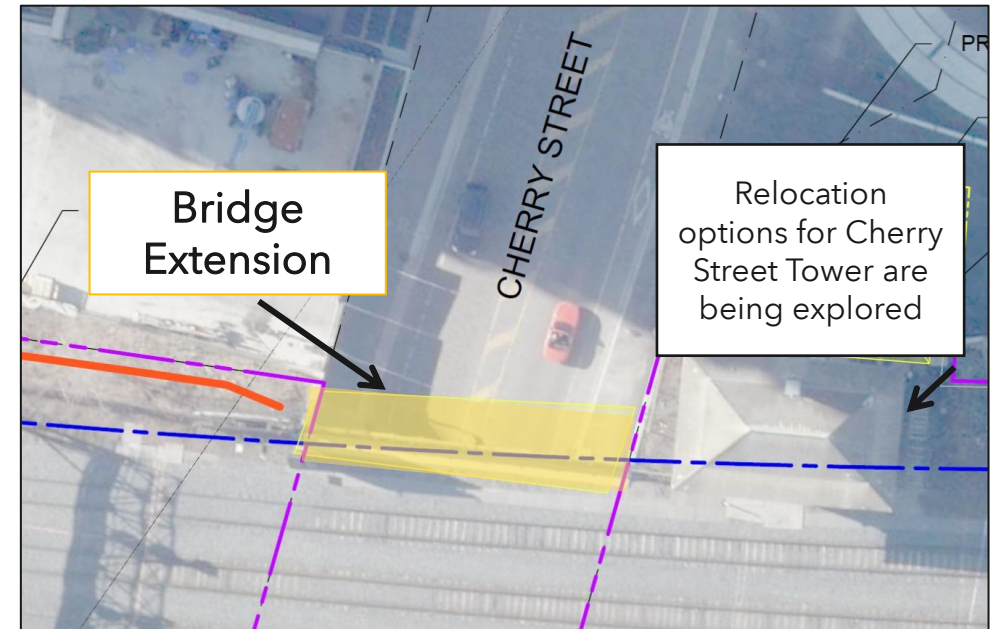 PR
CHERRY STREET
Bridge
Extension
Relocation
options for Cherry
Street Tower are
being explored